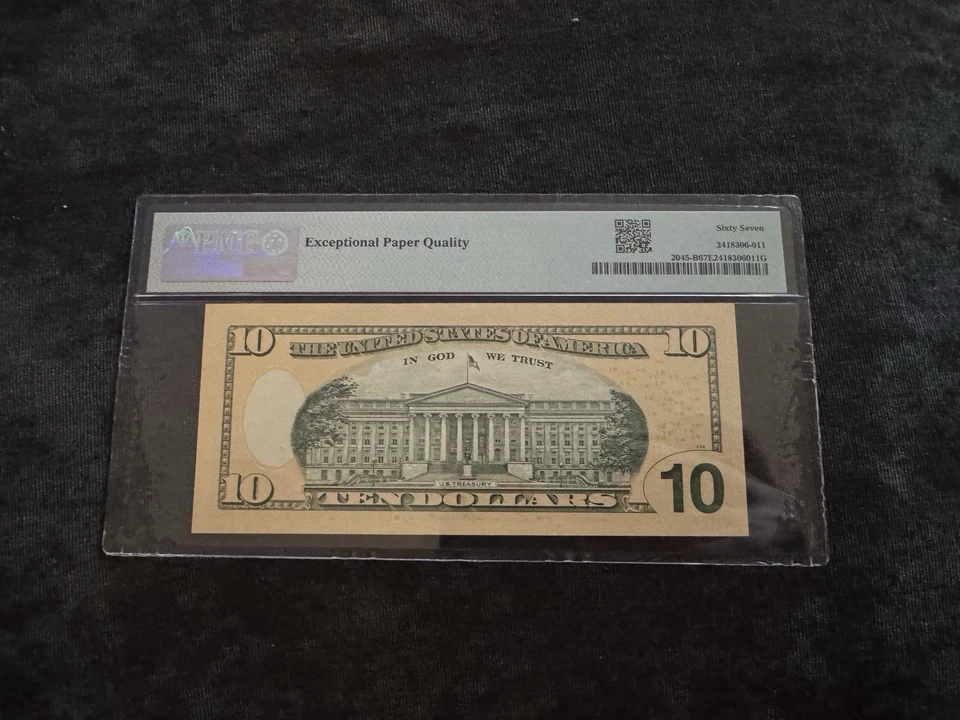 PMG
Exceptional Paper Quality
Sixty Seven
2418306-011
2045-B67E2418306011G
10 THE UNITED STATES OF AMERICA 10
IN GOD WE TRUST
U.S. TREASURY
10 TEN DOLLARS 10